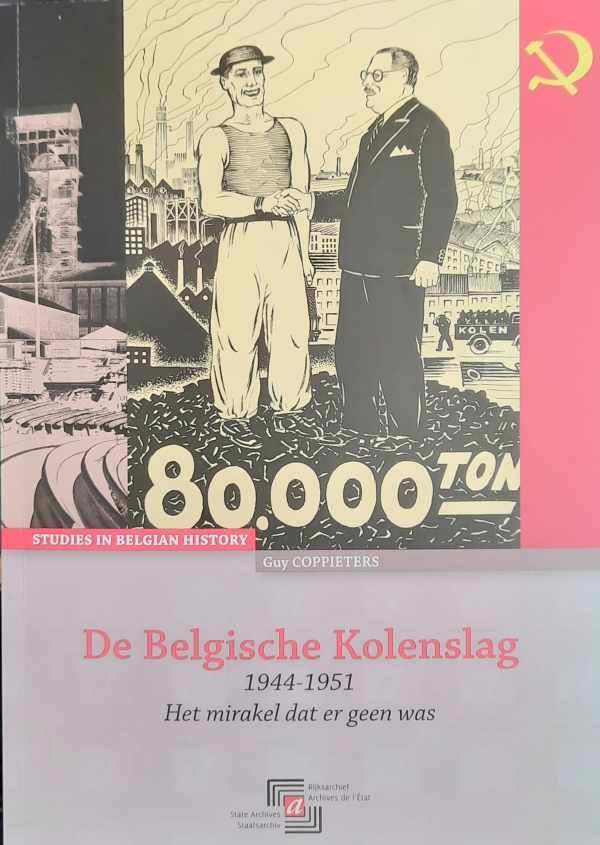 KOLEN
80.000 TON
STUDIES IN BELGIAN HISTORY
Guy COPPIETERS
De Belgische Kolenslag
1944-1951
Het mirakel dat er geen was
Rijksarchief
Archives de l'État
a
State Archives
Staatsarchiv